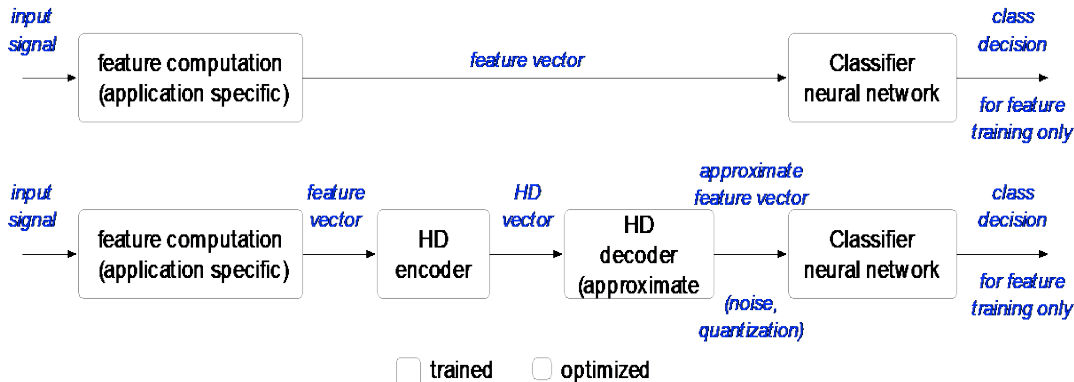 input
signal
feature computation
(application specific)
feature vector
Classifier
neural network
class
decision
for feature
training only
input
signal
feature computation
(application specific)
feature
vector
HD
encoder
HD
vector
HD
decoder
(approximate
approximate
feature vector
(noise,
quantization)
Classifier
neural network
class
decision
for feature
training only
trained
optimized